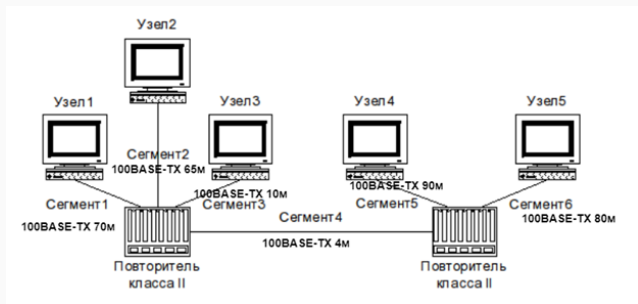 Узел2
Узел1
Узел3
Узел4
Узел5
Сегмент2
100BASE-TX 65м
100BASE-TX 10м
100BASE-TX 90м
Сегмент1
Сегмент3
Сегмент4
Сегмент5
Сегмент6
100BASE-TX 70м
100BASE-TX 4м
100BASE-TX 80м
Повторитель
класса II
Повторитель
класса II